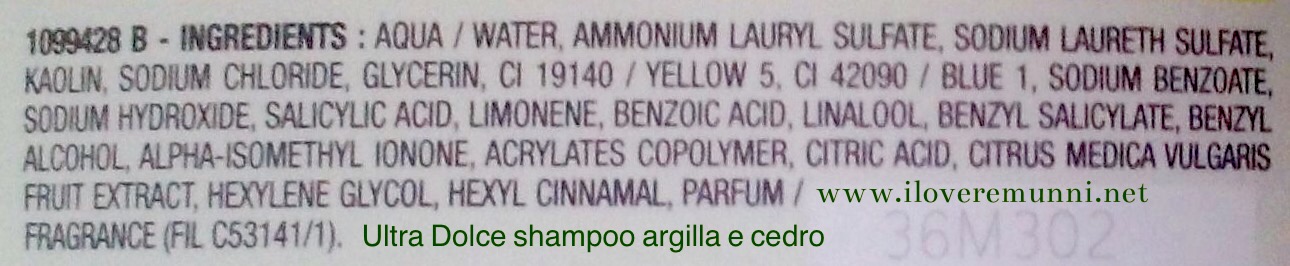 1099428 B - INGREDIENTS : AQUA / WATER, AMMONIUM LAURYL SULFATE, SODIUM LAURETH SULFATE,
KAOLIN, SODIUM CHLORIDE, GLYCERIN, CI 19140 / YELLOW 5, CI 42090 / BLUE 1, SODIUM BENZOATE,
SODIUM HYDROXIDE, SALICYLIC ACID, LIMONENE, BENZOIC ACID, LINALOOL, BENZYL SALICYLATE, BENZYL
ALCOHOL, ALPHA-ISOMETHYL IONONE, ACRYLATES COPOLYMER, CITRIC ACID, CITRUS MEDICA VULGARIS
FRUIT EXTRACT, HEXYLENE GLYCOL, HEXYL CINNAMAL, PARFUM / www.iloveremunni.net
FRAGRANCE (FIL C53141/1). Ultra Dolce shampoo argilla e cedro 36M302